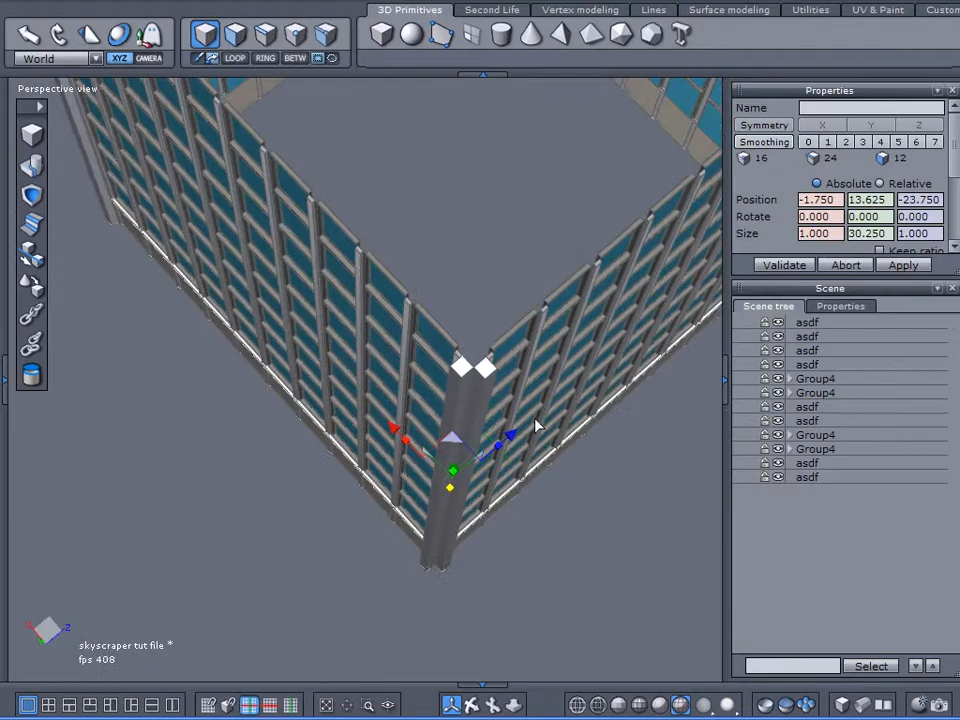 3D Primitives Second Life Vertex modeling Lines Surface modeling Utilities UV & Paint Custom
World XYZ CAMERA LOOP RING BETW
Perspective view
Properties
Name
Symmetry X Y Z
Smoothing 0 1 2 3 4 5 6 7
16 24 12
Absolute Relative
Position -1.750 13.625 -23.750
Rotate 0.000 0.000 0.000
Size 1.000 30.250 1.000
Keep ratio
Validate Abort Apply
Scene
Scene tree Properties
asdf
asdf
asdf
asdf
Group4
Group4
asdf
asdf
Group4
Group4
asdf
asdf
X Z
skyscraper tut file *
fps 408
Select